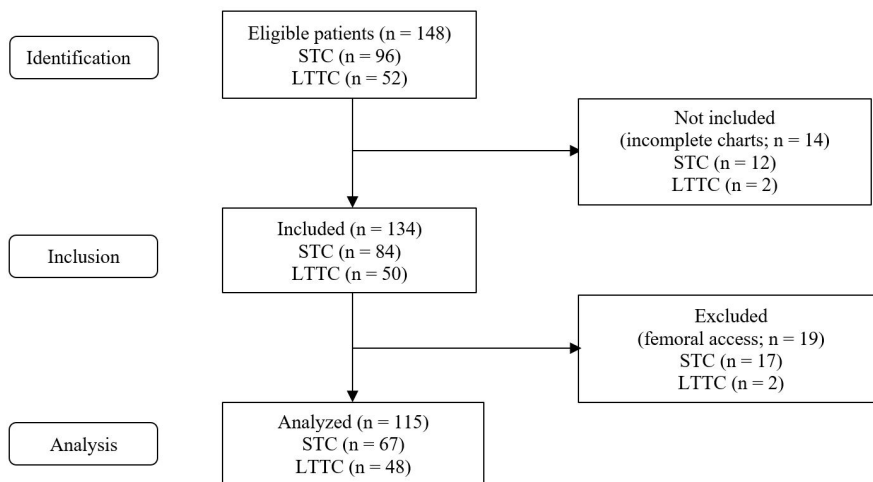 Identification
Eligible patients (n = 148)
STC (n = 96)
LTTC (n = 52)
Not included
(incomplete charts; n = 14)
STC (n = 12)
LTTC (n = 2)
Inclusion
Included (n = 134)
STC (n = 84)
LTTC (n = 50)
Excluded
(femoral access; n = 19)
STC (n = 17)
LTTC (n = 2)
Analysis
Analyzed (n = 115)
STC (n = 67)
LTTC (n = 48)